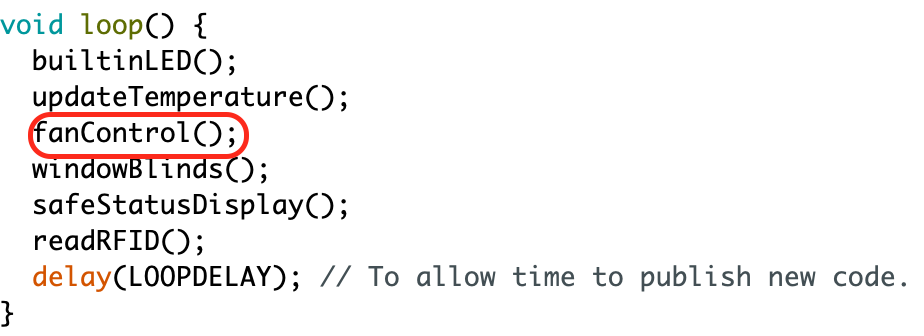 void loop() {
  builtinLED();
  updateTemperature();
  fanControl();
  windowBlinds();
  safeStatusDisplay();
  readRFID();
  delay(LOOPDELAY); // To allow time to publish new code.
}